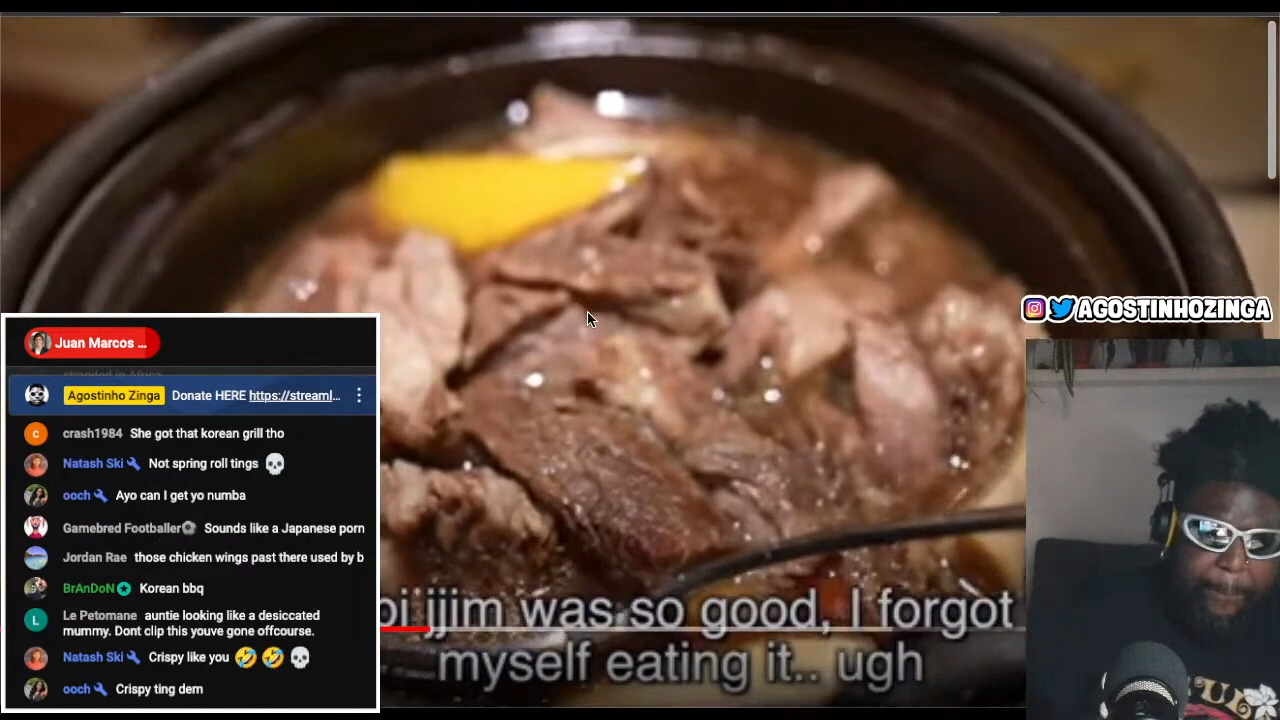 AGOSTINHOZINGA
Juan Marcos ...
stranded in Africa
Agostinho Zinga Donate HERE https://streaml...
crash1984 She got that korean grill tho
Natash Ski Not spring roll tings 💀
ooch Ayo can I get yo numba
Gamebred Footballer Sounds like a Japanese porn
Jordan Rae those chicken wings past there used by b
BrAnDoN Korean bbq
Le Petomane auntie looking like a desiccated
mummy. Dont clip this youve gone offcourse.
Natash Ski Crispy like you 🤣🤣💀
ooch Crispy ting dem
jjim was so good, I forgot
myself eating it.. ugh